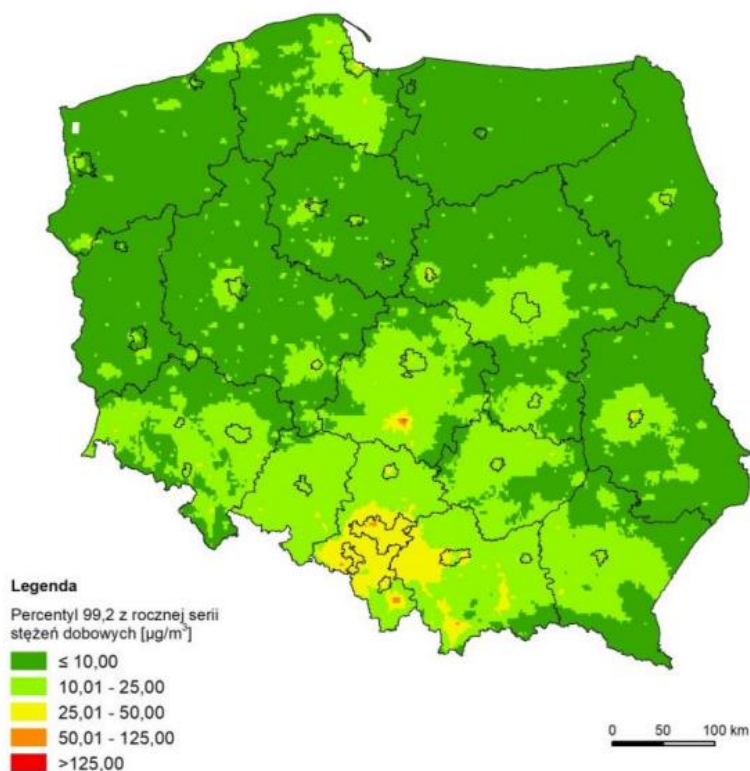 Legenda
Percentyl 99,2 z rocznej serii
stężeń dobowych [µg/m³]
≤ 10,00
10,01 - 25,00
25,01 - 50,00
50,01 - 125,00
>125,00
0 50 100 km